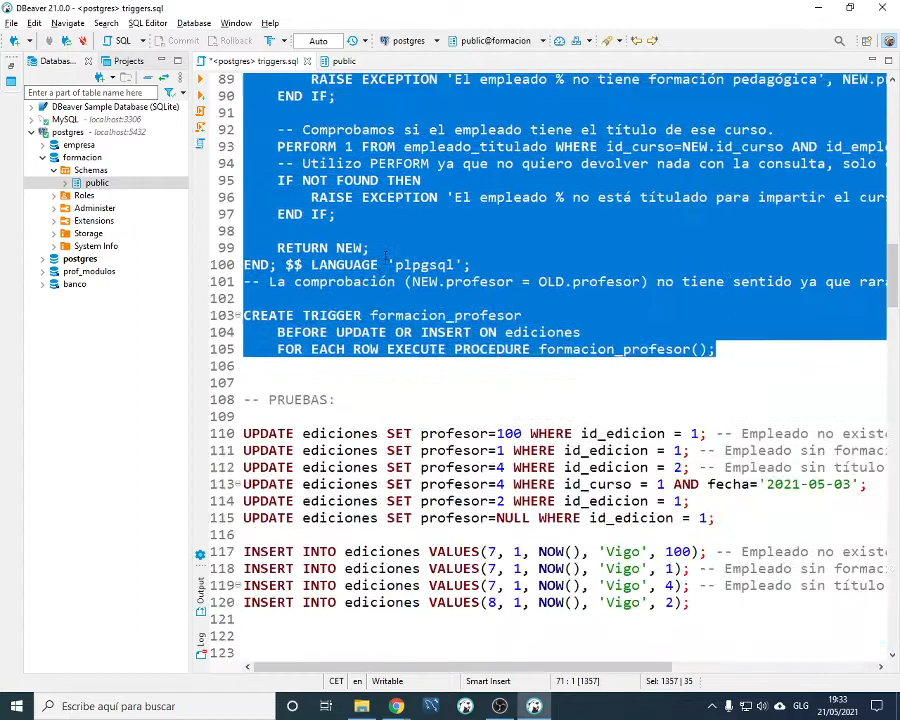 DBeaver 21.0.0 - <postgres> triggers.sql
File Edit Navigate Search SQL Editor Database Window Help
SQL Commit Rollback Auto postgres public@formacion
Databas... Projects *<postgres> triggers.sql public
Enter a part of table name here
DBeaver Sample Database (SQLite)
MySQL - localhost:3306
postgres - localhost:5432
empresa
formacion
Schemas
public
Roles
Administer
Extensions
Storage
System Info
postgres
prof_modulos
banco
89 RAISE EXCEPTION 'El empleado % no tiene formación pedagógica', NEW.p
90 END IF;
91
92 -- Comprobamos si el empleado tiene el título de ese curso.
93 PERFORM 1 FROM empleado_titulado WHERE id_curso=NEW.id_curso AND id_empl
94 -- Utilizo PERFORM ya que no quiero devolver nada con la consulta, solo
95 IF NOT FOUND THEN
96 RAISE EXCEPTION 'El empleado % no está títulado para impartir el cur
97 END IF;
98
99 RETURN NEW;
100 END; $$ LANGUAGE 'plpgsql';
101 -- La comprobación (NEW.profesor = OLD.profesor) no tiene sentido ya que rar
102
103 CREATE TRIGGER formacion_profesor
104 BEFORE UPDATE OR INSERT ON ediciones
105 FOR EACH ROW EXECUTE PROCEDURE formacion_profesor();
106
107
108 -- PRUEBAS:
109
110 UPDATE ediciones SET profesor=100 WHERE id_edicion = 1; -- Empleado no existe
111 UPDATE ediciones SET profesor=1 WHERE id_edicion = 1; -- Empleado sin formac
112 UPDATE ediciones SET profesor=4 WHERE id_edicion = 2; -- Empleado sin título
113 UPDATE ediciones SET profesor=4 WHERE id_curso = 1 AND fecha='2021-05-03';
114 UPDATE ediciones SET profesor=2 WHERE id_edicion = 1;
115 UPDATE ediciones SET profesor=NULL WHERE id_edicion = 1;
116
117 INSERT INTO ediciones VALUES(7, 1, NOW(), 'Vigo', 100); -- Empleado no existe
118 INSERT INTO ediciones VALUES(7, 1, NOW(), 'Vigo', 1); -- Empleado sin formac
119 INSERT INTO ediciones VALUES(7, 1, NOW(), 'Vigo', 4); -- Empleado sin título
120 INSERT INTO ediciones VALUES(8, 1, NOW(), 'Vigo', 2);
121
122
123
Output
Log
CET en Writable Smart Insert 71 : 1 [1357] Sel: 1357 | 35
Escribe aquí para buscar
GLG
19:33
21/05/2021